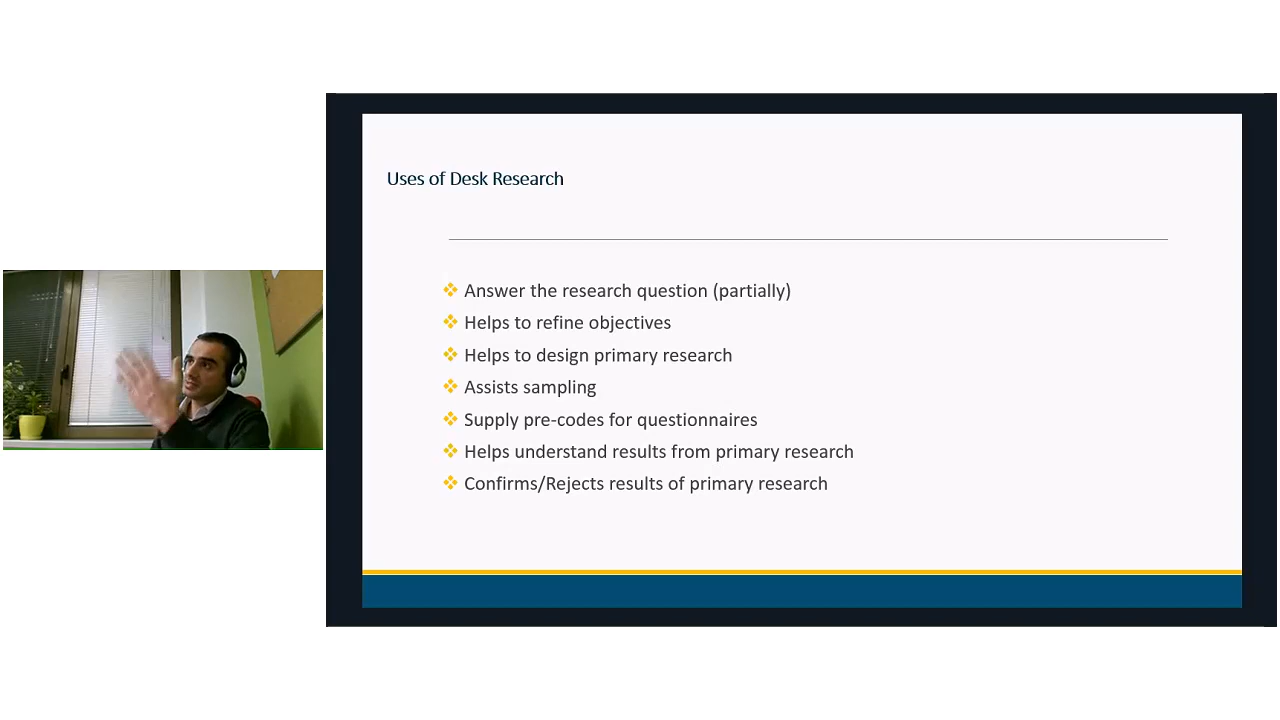 Uses of Desk Research
Answer the research question (partially)
Helps to refine objectives
Helps to design primary research
Assists sampling
Supply pre-codes for questionnaires
Helps understand results from primary research
Confirms/Rejects results of primary research